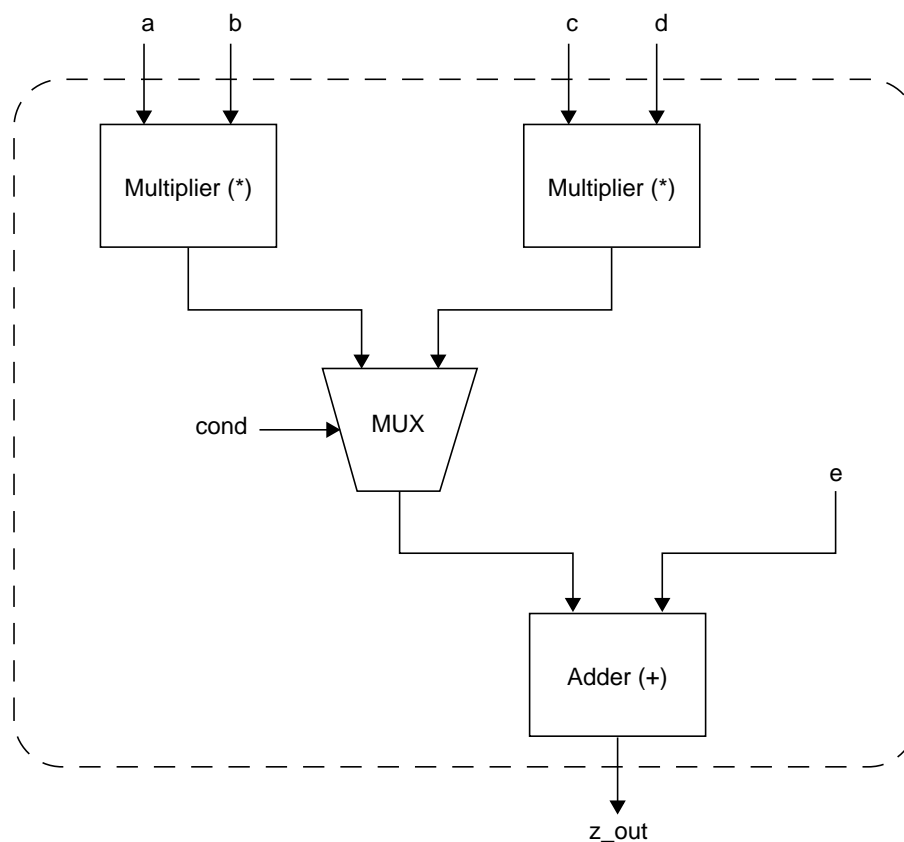 a b c d
Multiplier (*) Multiplier (*)
cond MUX
e
Adder (+)
z_out